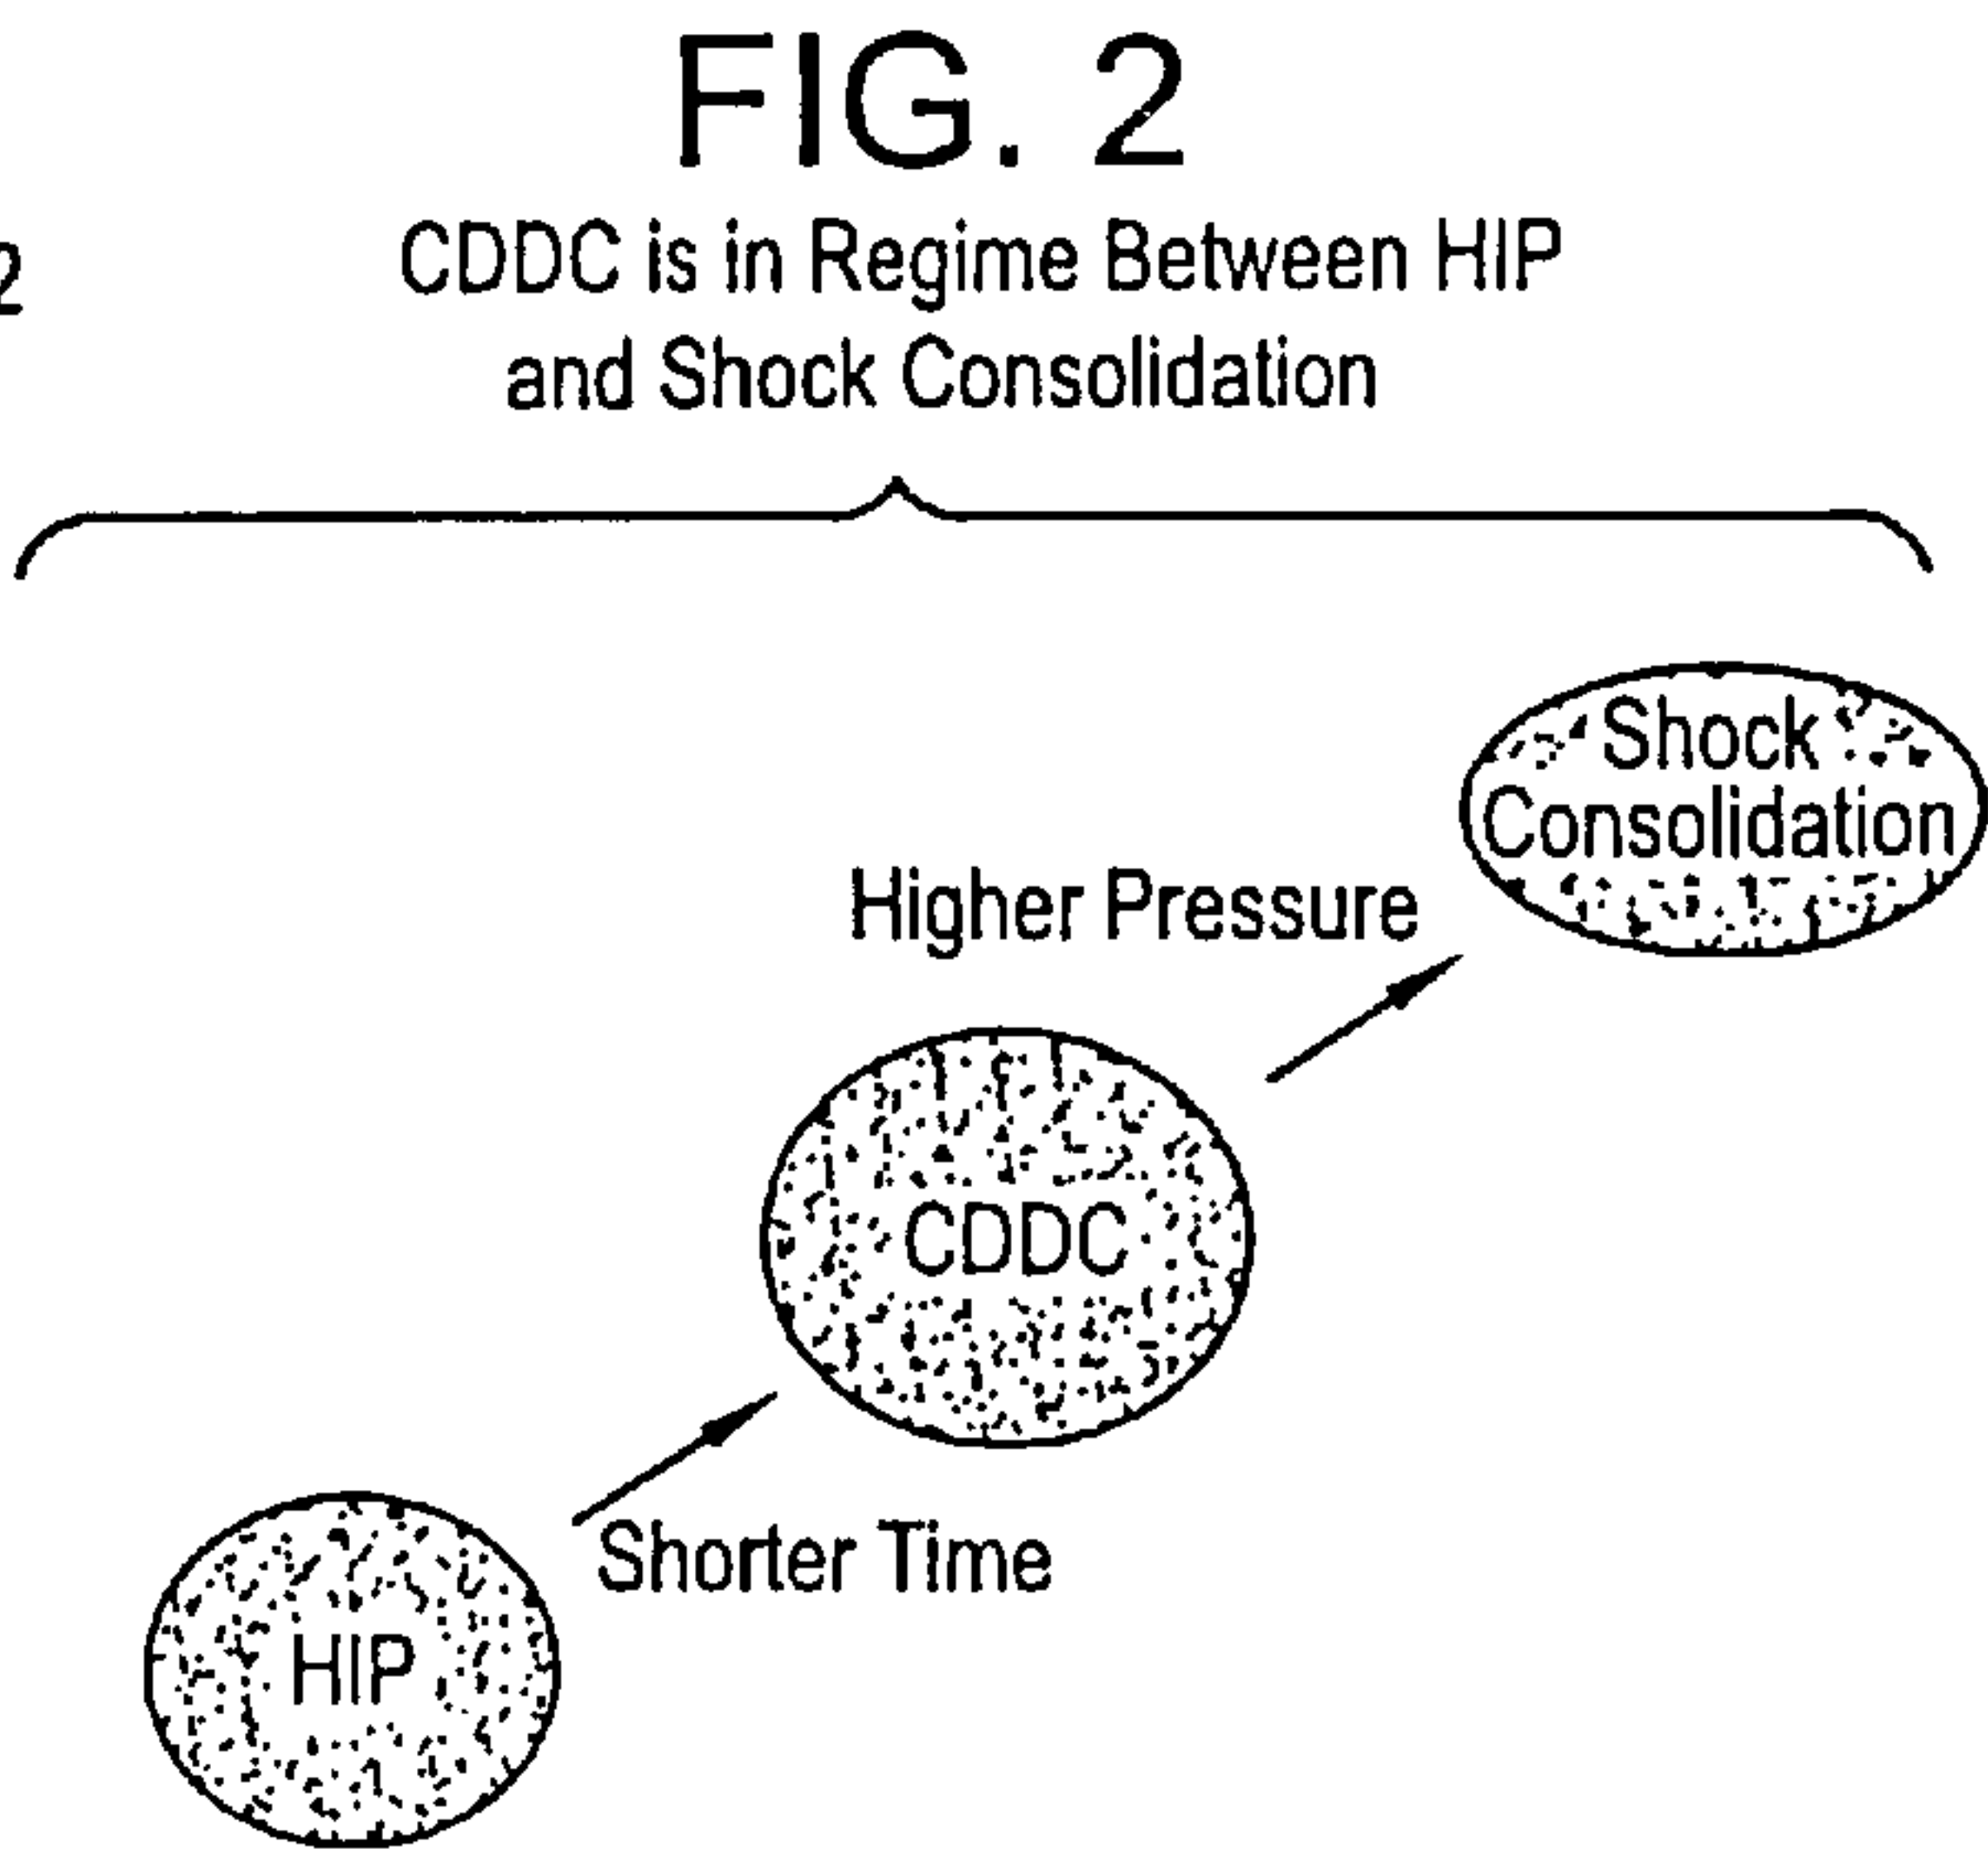 FIG. 2
CDDC is in Regime Between HIP
and Shock Consolidation
Shock
Consolidation
Higher Pressure
CDDC
Shorter Time
HIP